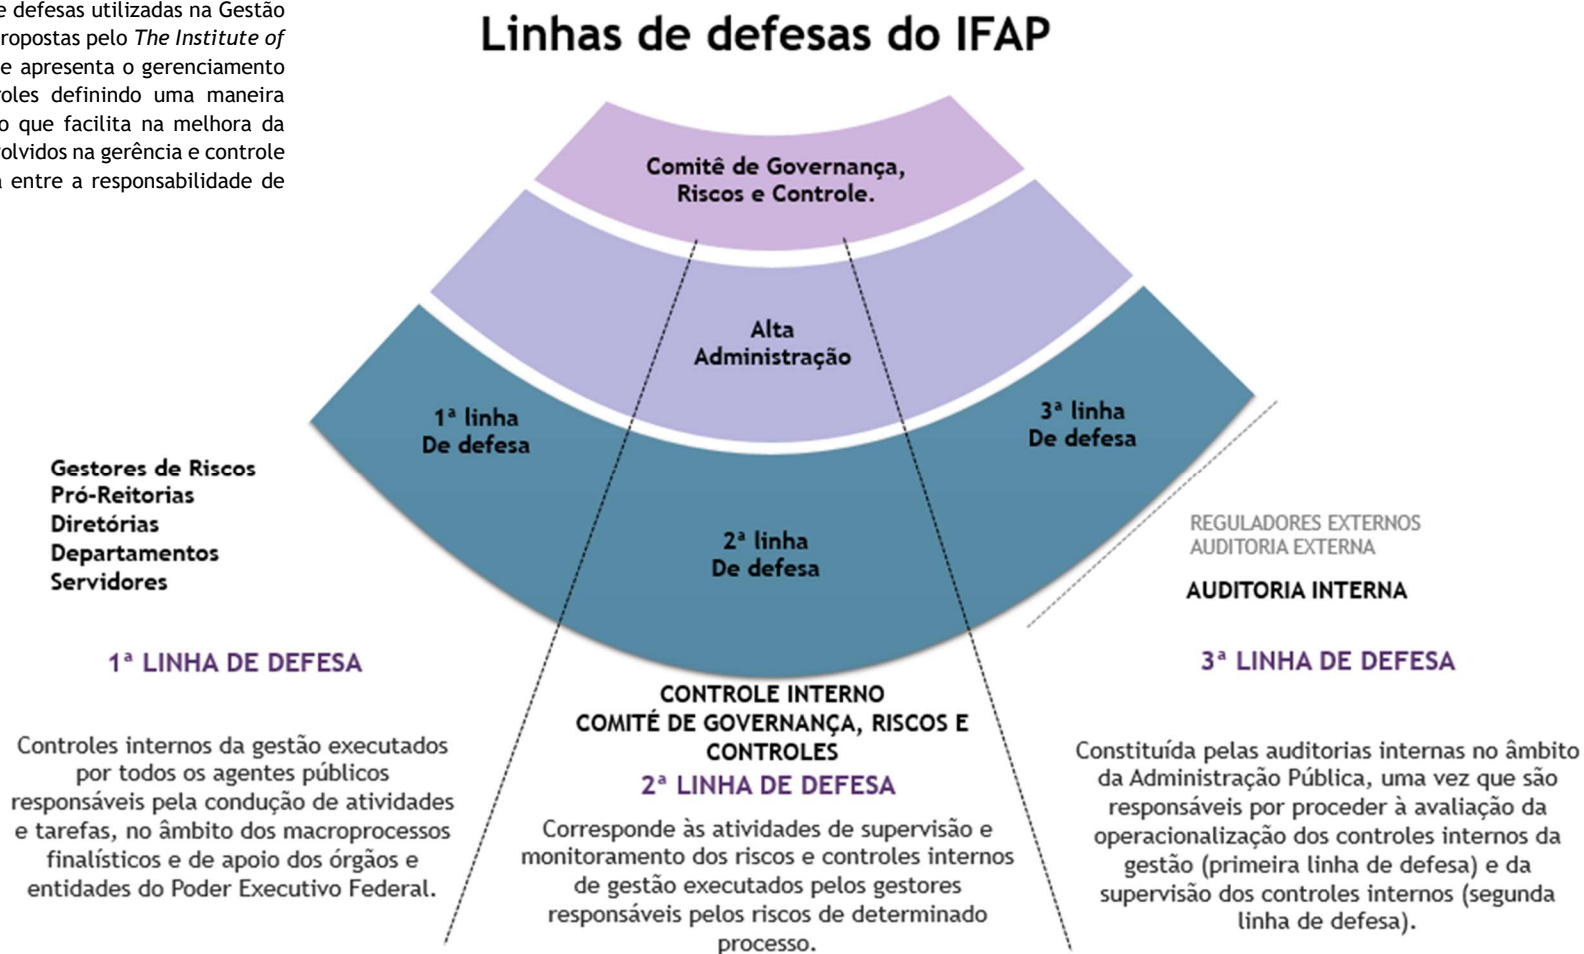 e defesas utilizadas na Gestão
ropostas pelo The Institute of
e apresenta o gerenciamento
roles definindo uma maneira
o que facilita na melhora da
volvidos na gerência e controle
a entre a responsabilidade de
Linhas de defesas do IFAP
Comitê de Governança,
Riscos e Controle.
Alta
Administração
1ª linha
De defesa
2ª linha
De defesa
3ª linha
De defesa
Gestores de Riscos
Pró-Reitorias
Diretórias
Departamentos
Servidores
1ª LINHA DE DEFESA
Controles internos da gestão executados
por todos os agentes públicos
responsáveis pela condução de atividades
e tarefas, no âmbito dos macroprocessos
finalísticos e de apoio dos órgãos e
entidades do Poder Executivo Federal.
CONTROLE INTERNO
COMITÉ DE GOVERNANÇA, RISCOS E
CONTROLES
2ª LINHA DE DEFESA
Corresponde às atividades de supervisão e
monitoramento dos riscos e controles internos
de gestão executados pelos gestores
responsáveis pelos riscos de determinado
processo.
REGULADORES EXTERNOS
AUDITORIA EXTERNA
AUDITORIA INTERNA
3ª LINHA DE DEFESA
Constituída pelas auditorias internas no âmbito
da Administração Pública, uma vez que são
responsáveis por proceder à avaliação da
operacionalização dos controles internos da
gestão (primeira linha de defesa) e da
supervisão dos controles internos (segunda
linha de defesa).